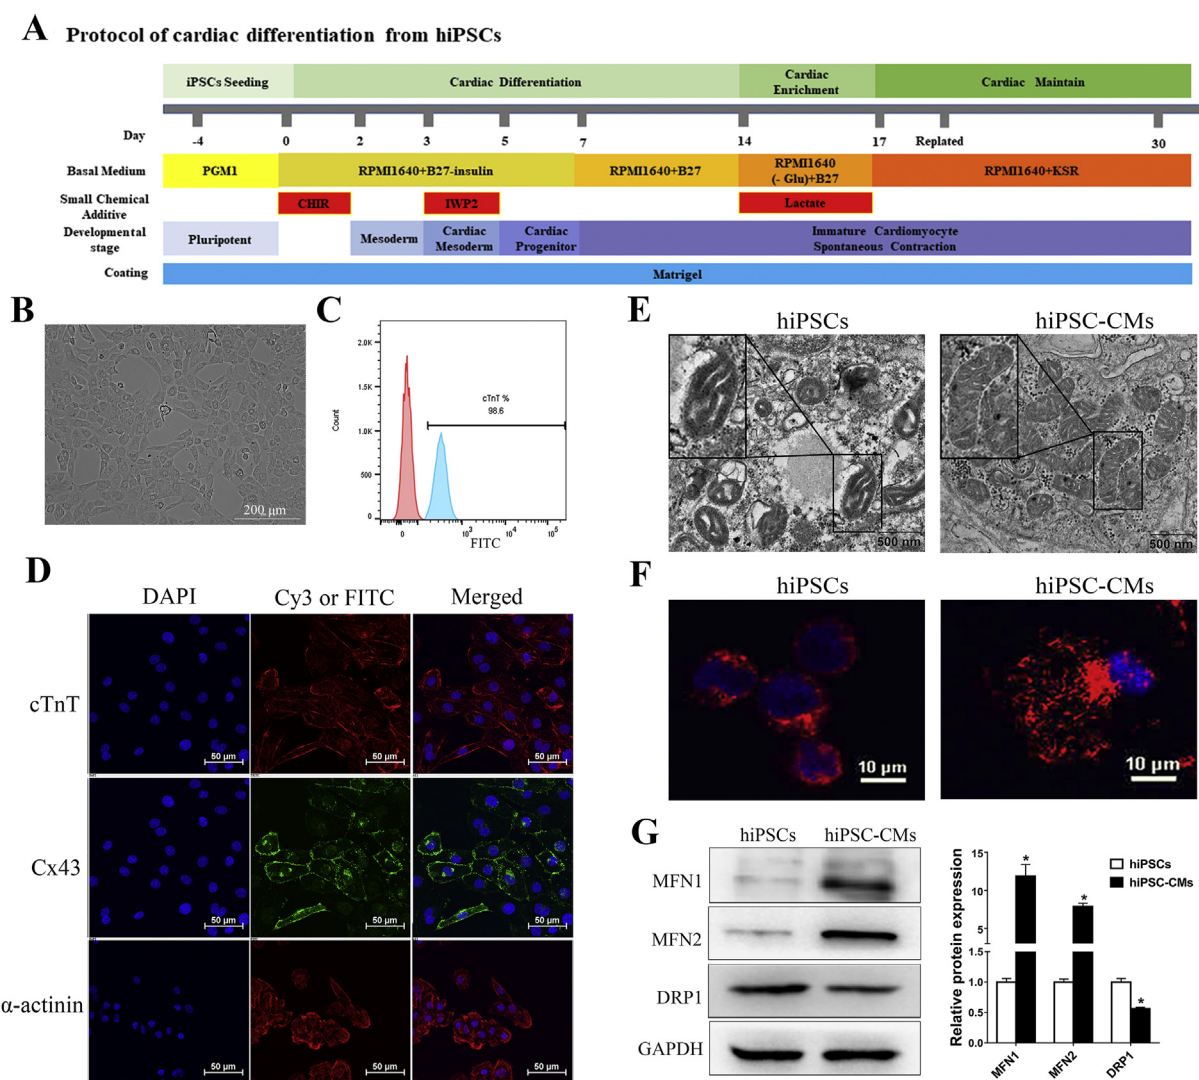 A
Protocol of cardiac differentiation from hiPSCs
iPSCs Seeding
Cardiac Differentiation
Cardiac
Enrichment
Cardiac Maintain
Day
-4
0
2
3
5
7
14
17
Replated
30
Basal Medium
PGM1
RPMI1640+B27-insulin
RPMI1640+B27
RPMI1640
(- Glu)+B27
RPMI1640+KSR
Small Chemical
Additive
CHIR
IWP2
Lactate
Developmental
stage
Pluripotent
Mesoderm
Cardiac
Mesoderm
Cardiac
Progenitor
Immature Cardiomyocyte
Spontaneous Contraction
Coating
Matrigel
B
200 μm
C
2.0K
1.5K
1.0K
500
0
Count
cTnT %
98.6
0
10³
10⁴
10⁵
FITC
D
DAPI
Cy3 or FITC
Merged
cTnT
50 μm
50 μm
50 μm
Cx43
50 μm
50 μm
50 μm
α-actinin
50 μm
50 μm
50 μm
E
hiPSCs
hiPSC-CMs
500 nm
500 nm
F
hiPSCs
hiPSC-CMs
10 μm
10 μm
G
hiPSCs
hiPSC-CMs
MFN1
MFN2
DRP1
GAPDH
Relative protein expression
15
10
5
1.5
1.0
0.5
0.0
*
*
*
hiPSCs
hiPSC-CMs
MFN1
MFN2
DRP1